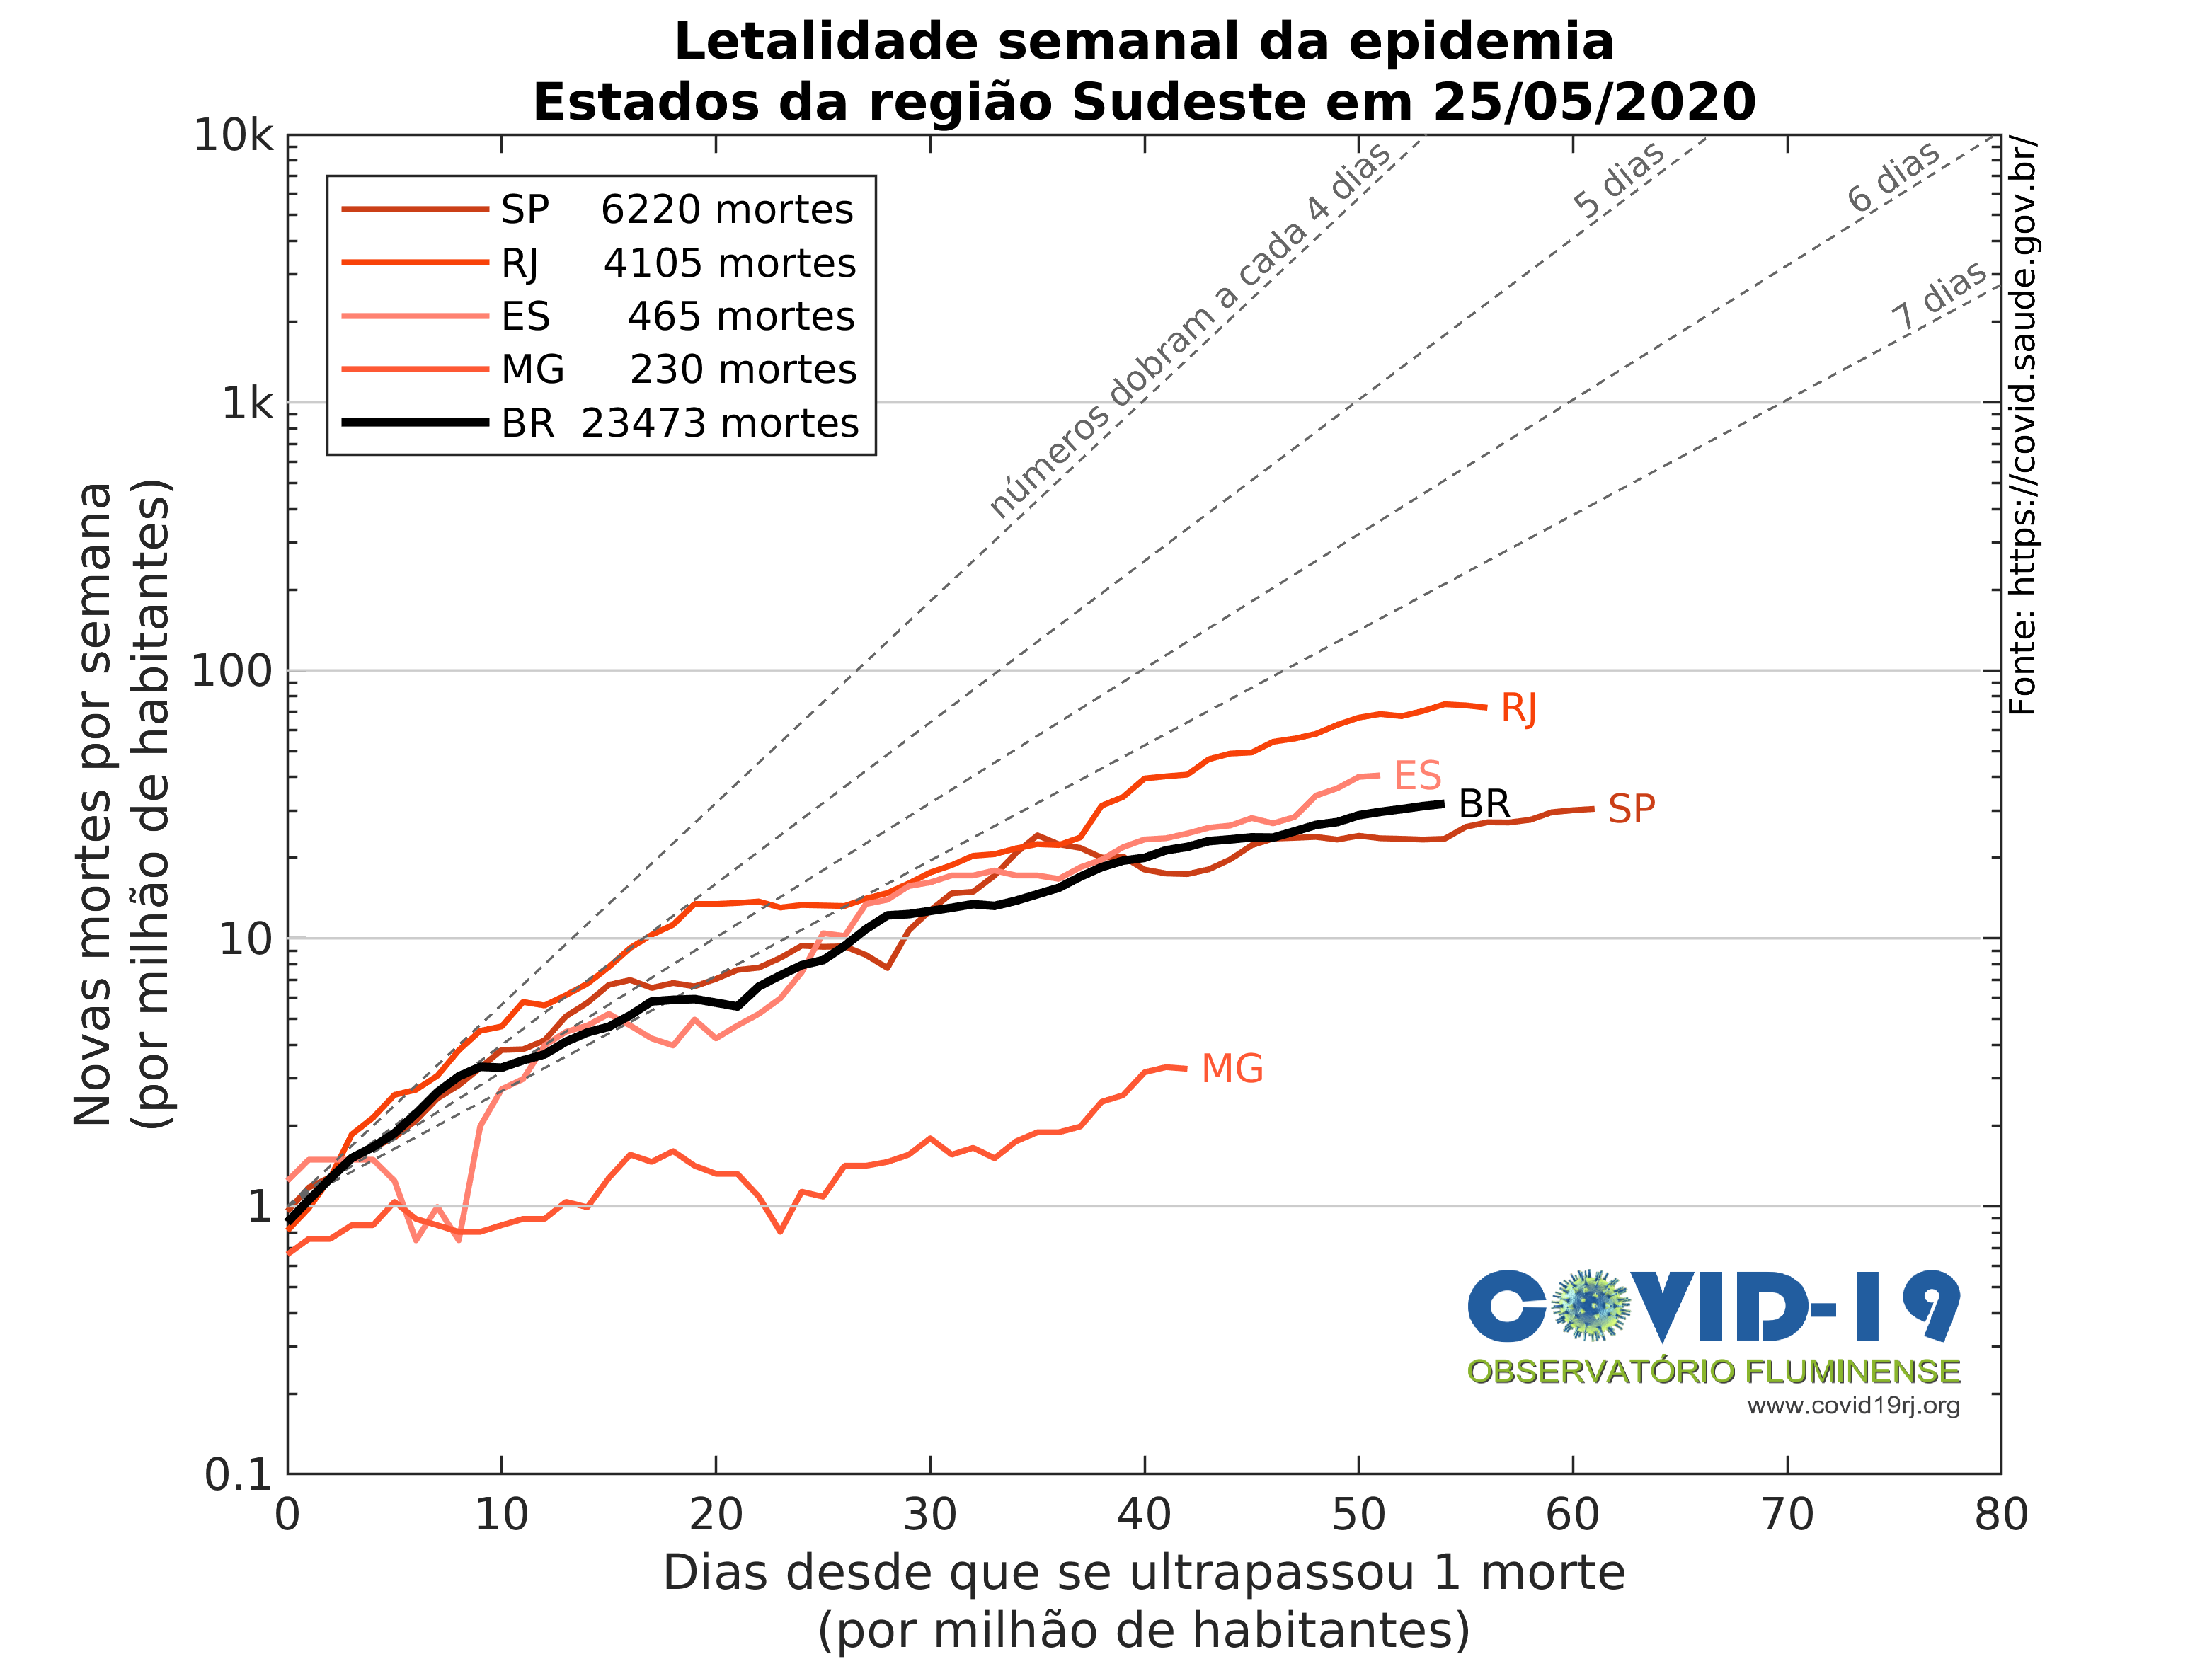 Letalidade semanal da epidemia
Estados da região Sudeste em 25/05/2020
10k
1k
100
10
1
0.1
Novas mortes por semana
(por milhão de habitantes)
SP 6220 mortes
RJ 4105 mortes
ES 465 mortes
MG 230 mortes
BR 23473 mortes
números dobram a cada 4 dias
5 dias
6 dias
7 dias
Fonte: https://covid.saude.gov.br/
RJ
ES
BR
SP
MG
COVID-19
OBSERVATÓRIO FLUMINENSE
www.covid19rj.org
0 10 20 30 40 50 60 70 80
Dias desde que se ultrapassou 1 morte
(por milhão de habitantes)